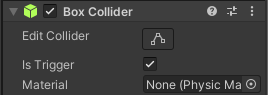 Box Collider
Edit Collider
Is Trigger
Material None (Physic Ma